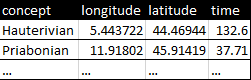 concept longitude latitude time
Hauterivian 5.443722 44.46944 132.6
Priabonian 11.91802 45.91419 37.71
... ... ... ...